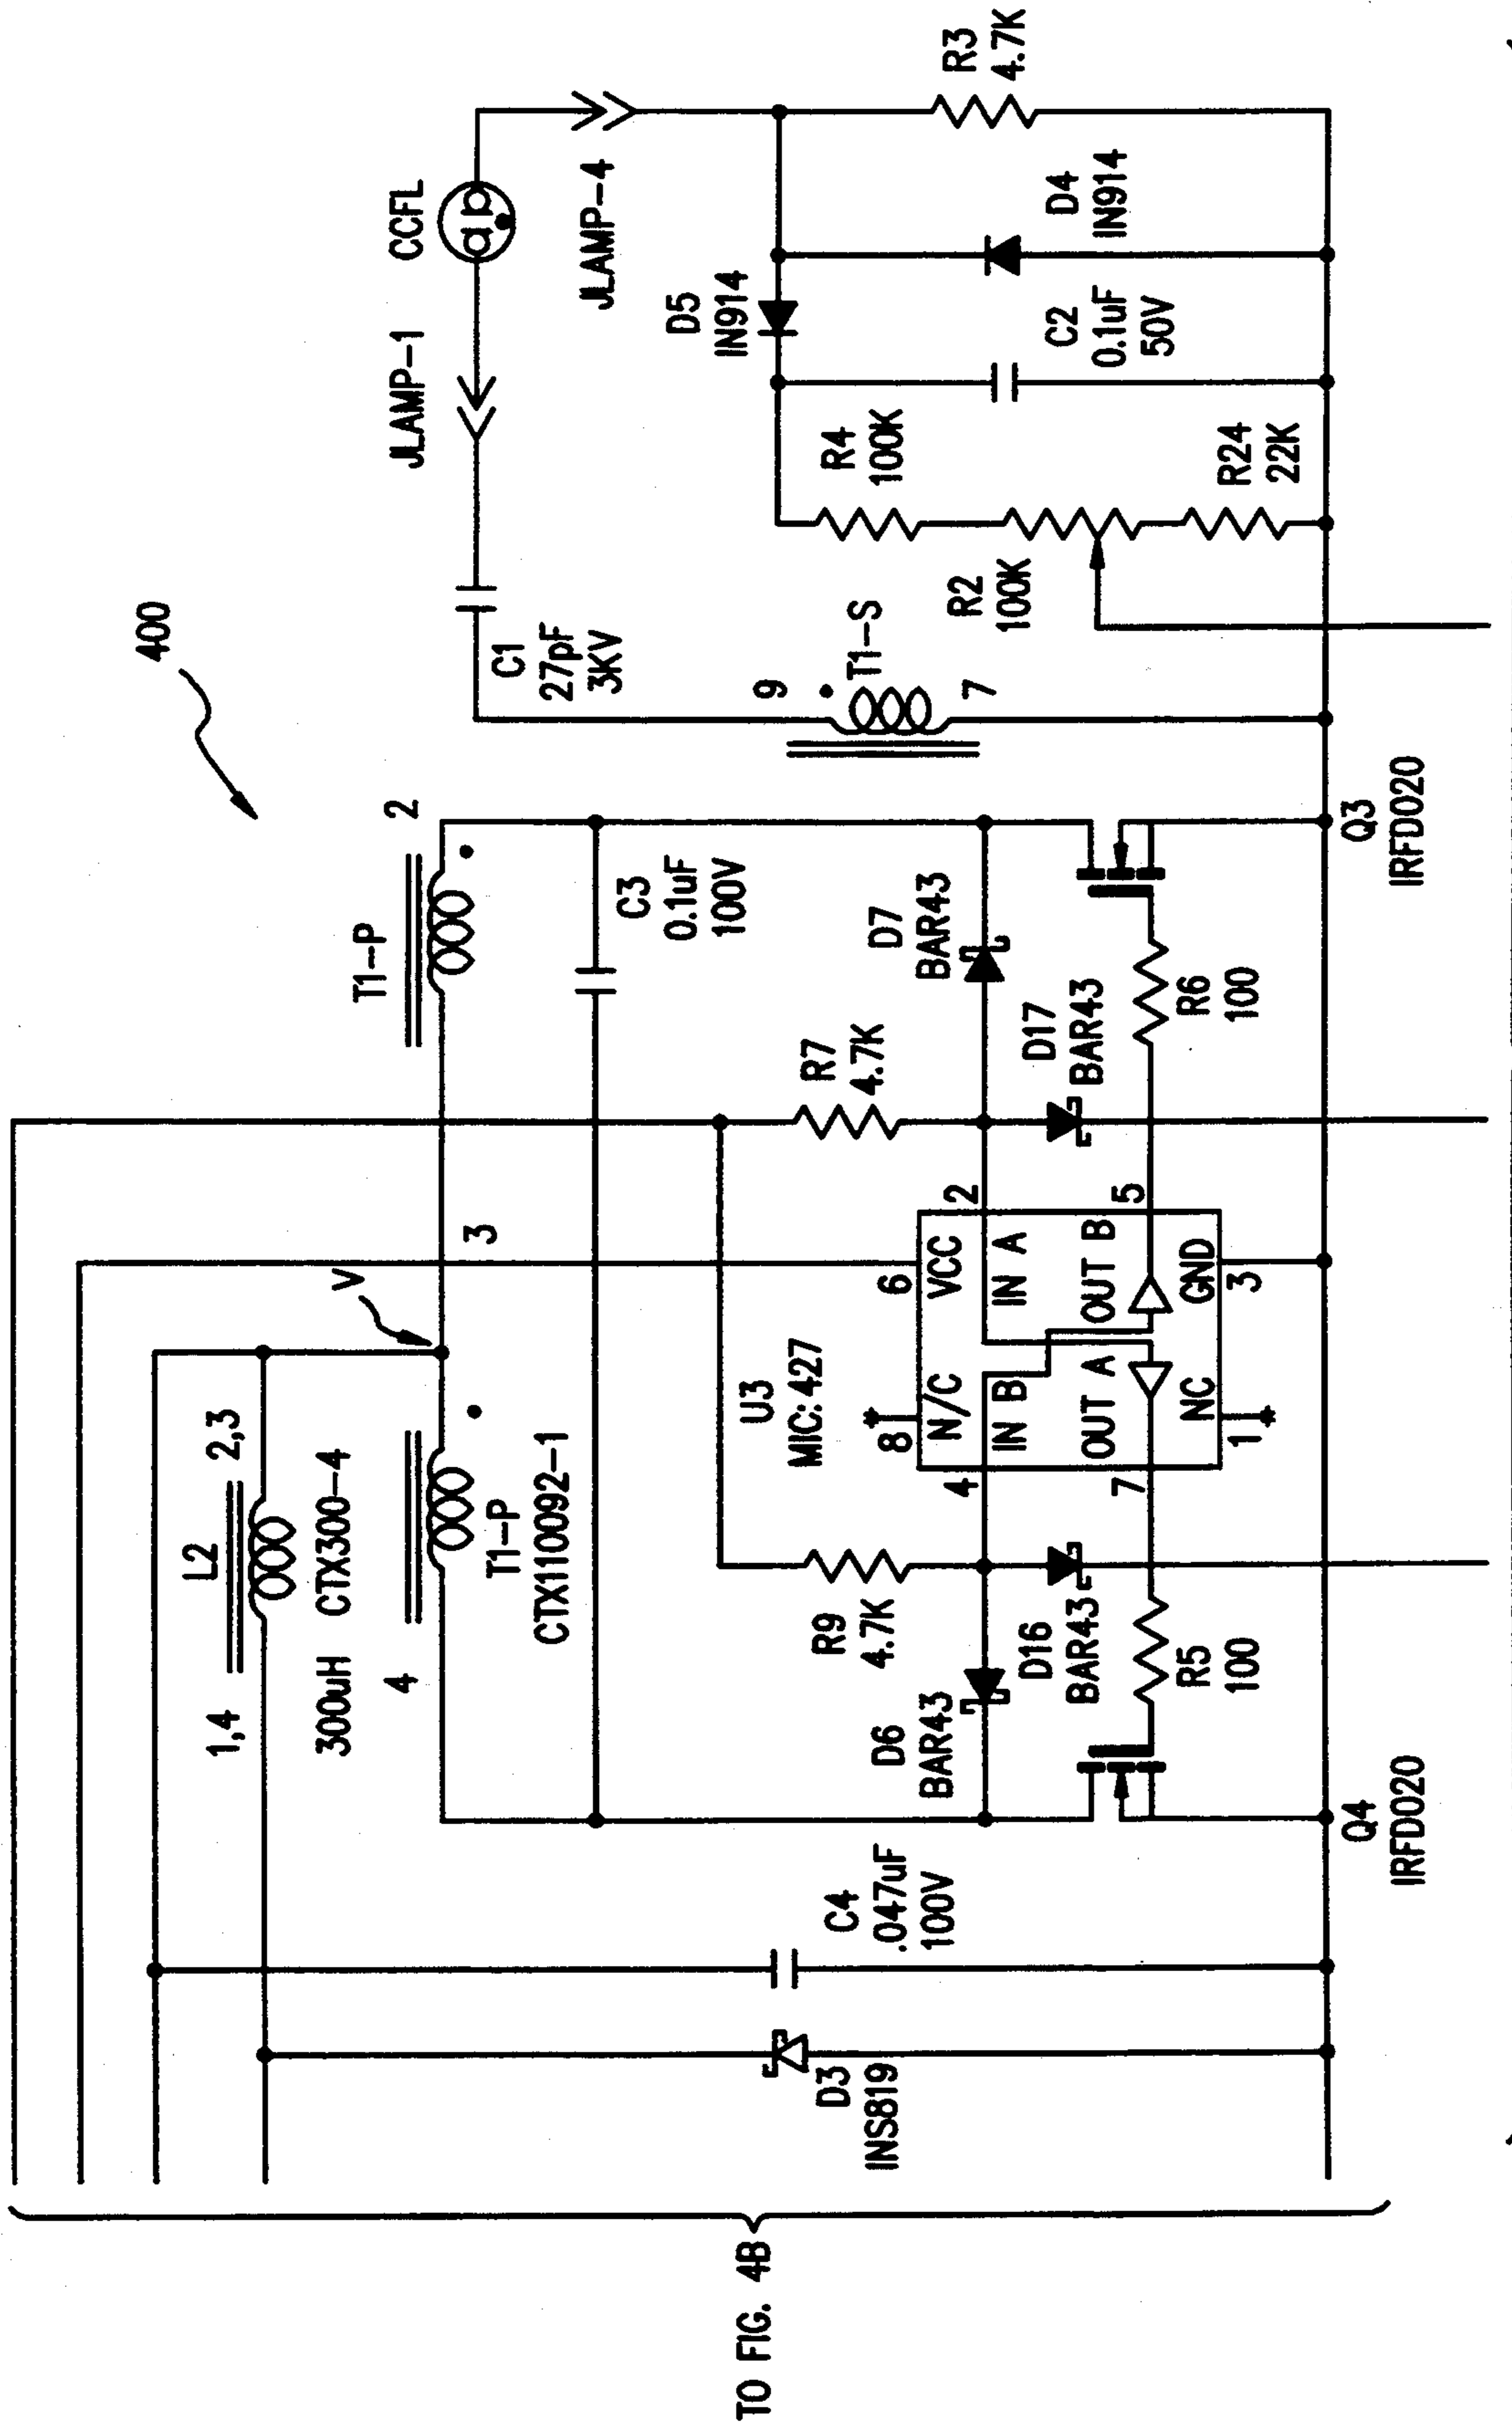 400
TO FIG. 4B
L2
1,4
2,3
300uH CTX300-4
V
3
4
T1-P
CTX110092-1
T1-P
2
C3
0.1uF
100V
C4
.047uF
100V
D3
INS819
R9
4.7K
R7
4.7K
U3
MIC:427
8
N/C
6
VCC
4
IN B
2
IN A
7
OUT A
5
OUT B
1
NC
3
GND
D6
BAR43
D16
BAR43
D7
BAR43
D17
BAR43
R5
100
R6
100
Q4
IRFD020
Q3
IRFD020
C1
27pF
3KV
9
T1-S
7
JLAMP-1
CCFL
JLAMP-4
D5
IN914
R4
100K
R2
100K
R24
22K
C2
0.1uF
50V
D4
IN914
R3
4.7K